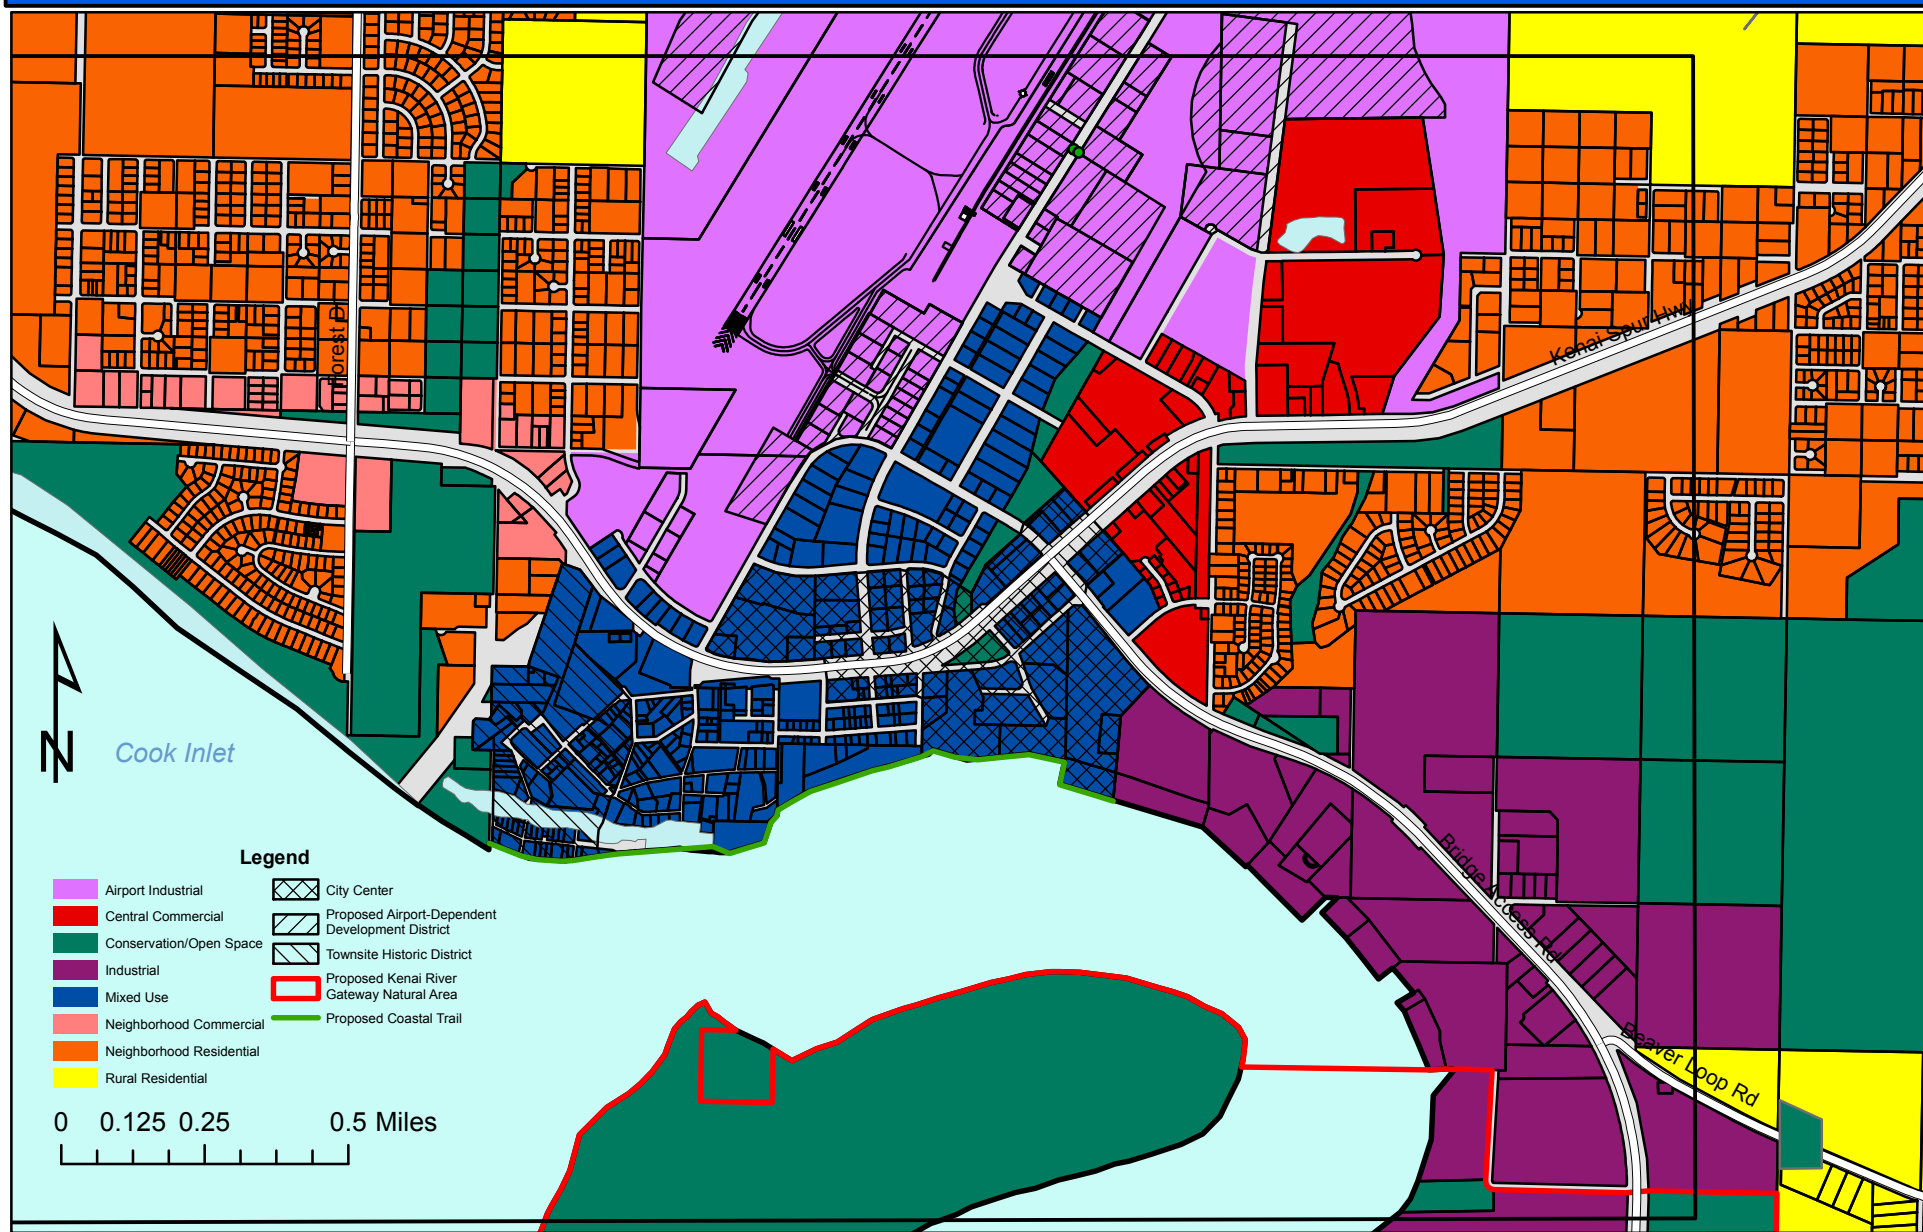 Forest Dr
Kenai Spur Hwy
N
Cook Inlet
Bridge Access Rd
Beaver Loop Rd
Legend
Airport Industrial
Central Commercial
Conservation/Open Space
Industrial
Mixed Use
Neighborhood Commercial
Neighborhood Residential
Rural Residential
City Center
Proposed Airport-Dependent
Development District
Townsite Historic District
Proposed Kenai River
Gateway Natural Area
Proposed Coastal Trail
0 0.125 0.25 0.5 Miles